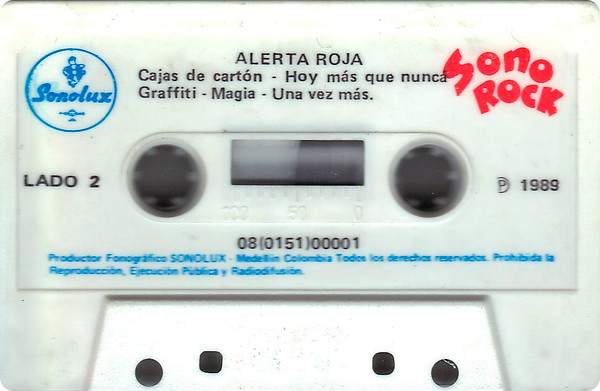 ALERTA ROJA
Cajas de cartón - Hoy más que nunca
Graffiti - Magia - Una vez más.
Sonolux
Sono
ROCK
LADO 2
100 50 0
℗ 1989
08(0151)00001
Productor Fonográfico SONOLUX - Medellín Colombia Todos los derechos reservados. Prohibida la
Reproducción, Ejecución Pública y Radiodifusión.